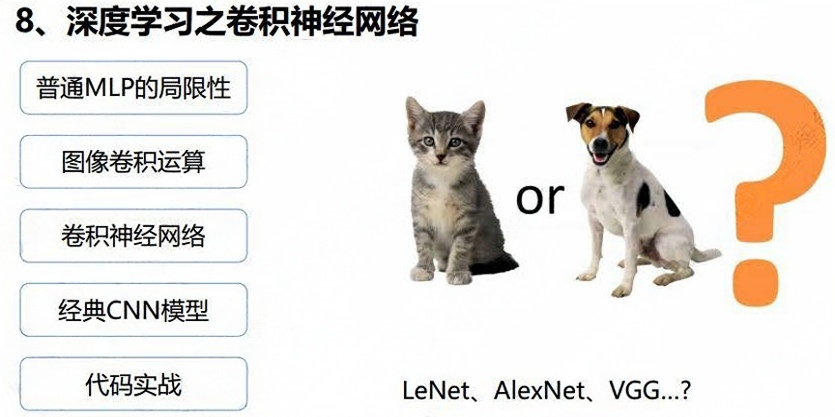 8、深度学习之卷积神经网络
普通MLP的局限性
图像卷积运算
卷积神经网络
经典CNN模型
代码实战
or
?
LeNet、AlexNet、VGG...?